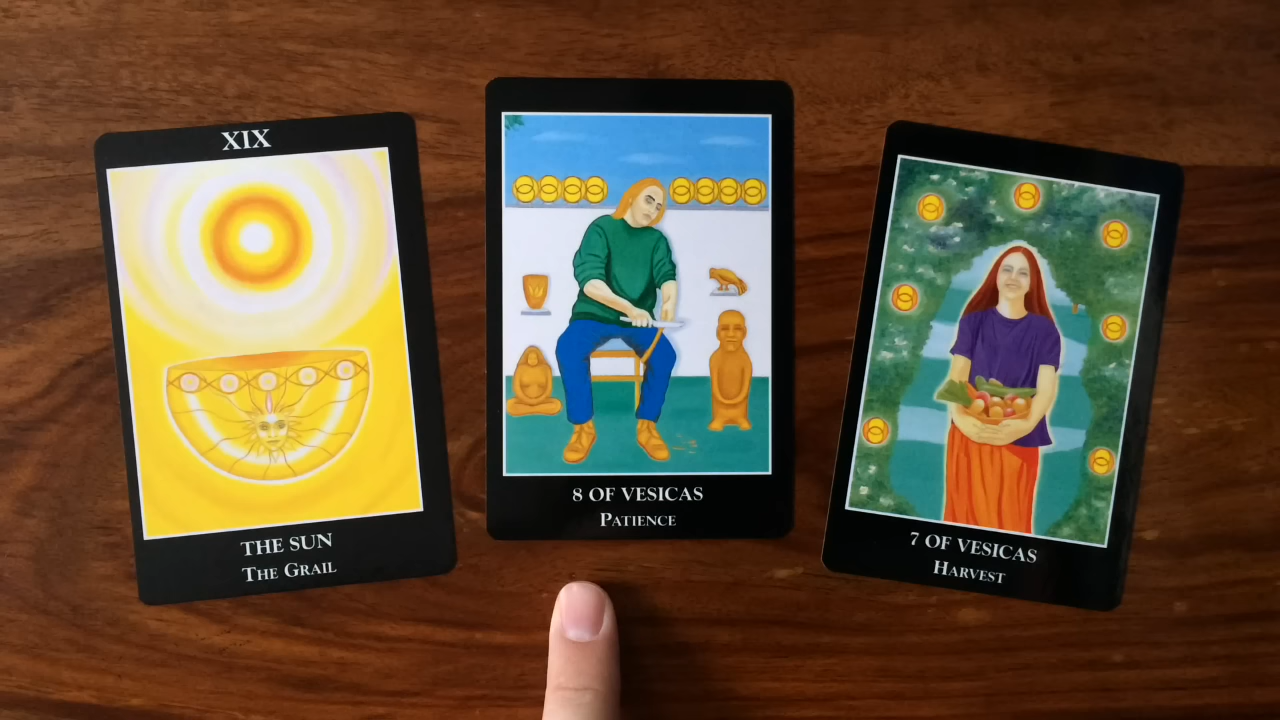 XIX
THE SUN
THE GRAIL
8 OF VESICAS
PATIENCE
7 OF VESICAS
HARVEST